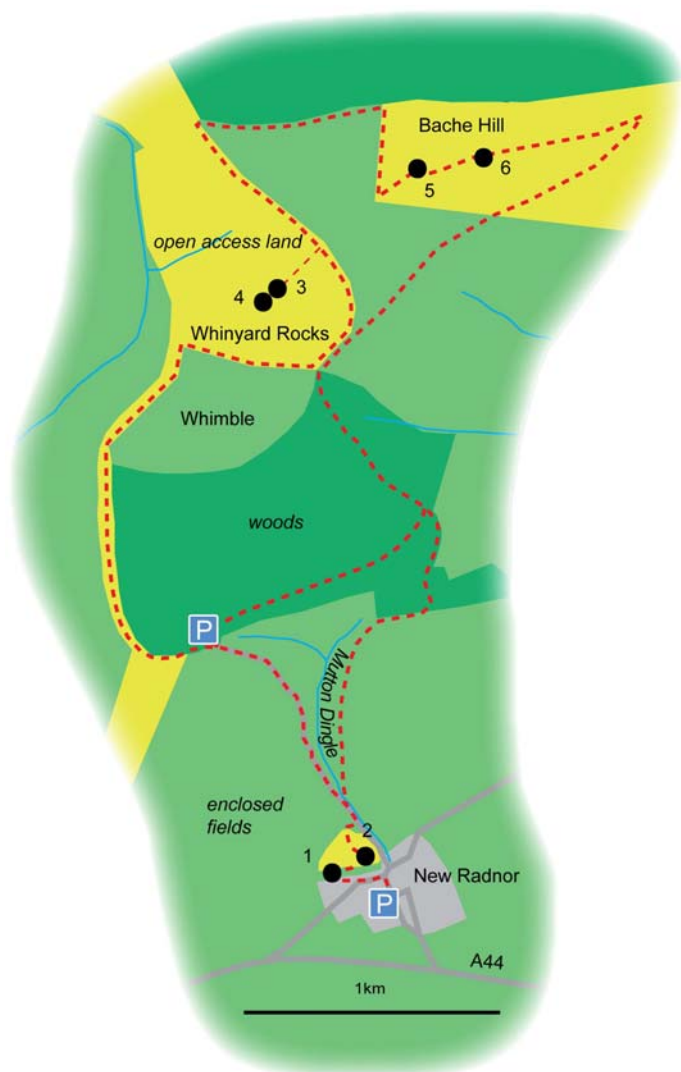 Bache Hill
6
5
open access land
3
4
Whinyard Rocks
Whimble
woods
P
Mutton Dingle
enclosed
fields
2
1
New Radnor
P
A44
1km